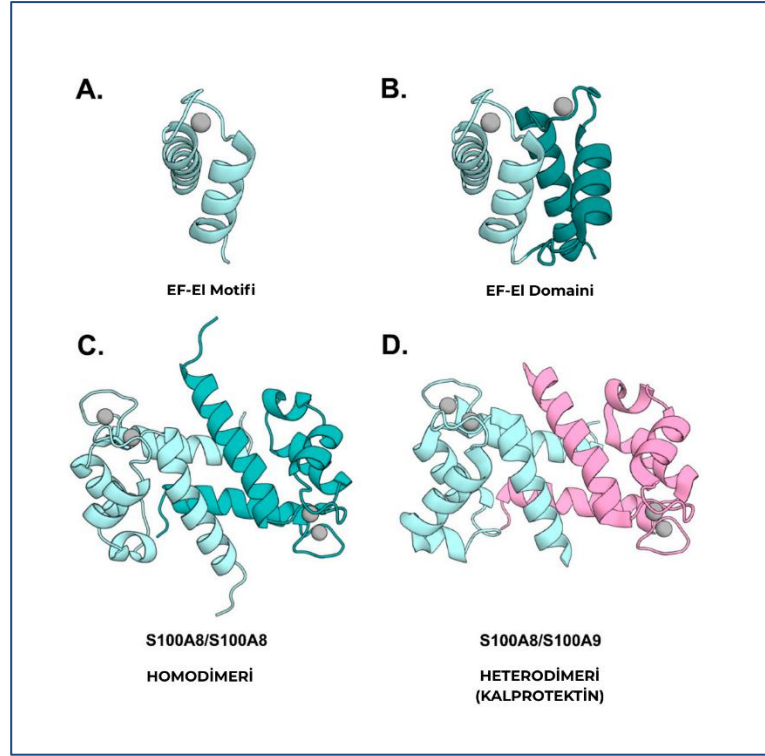 A.
B.
EF-El Motifi
EF-El Domaini
C.
D.
S100A8/S100A8
HOMODİMERİ
S100A8/S100A9
HETERODİMERİ
(KALPROTEKTİN)